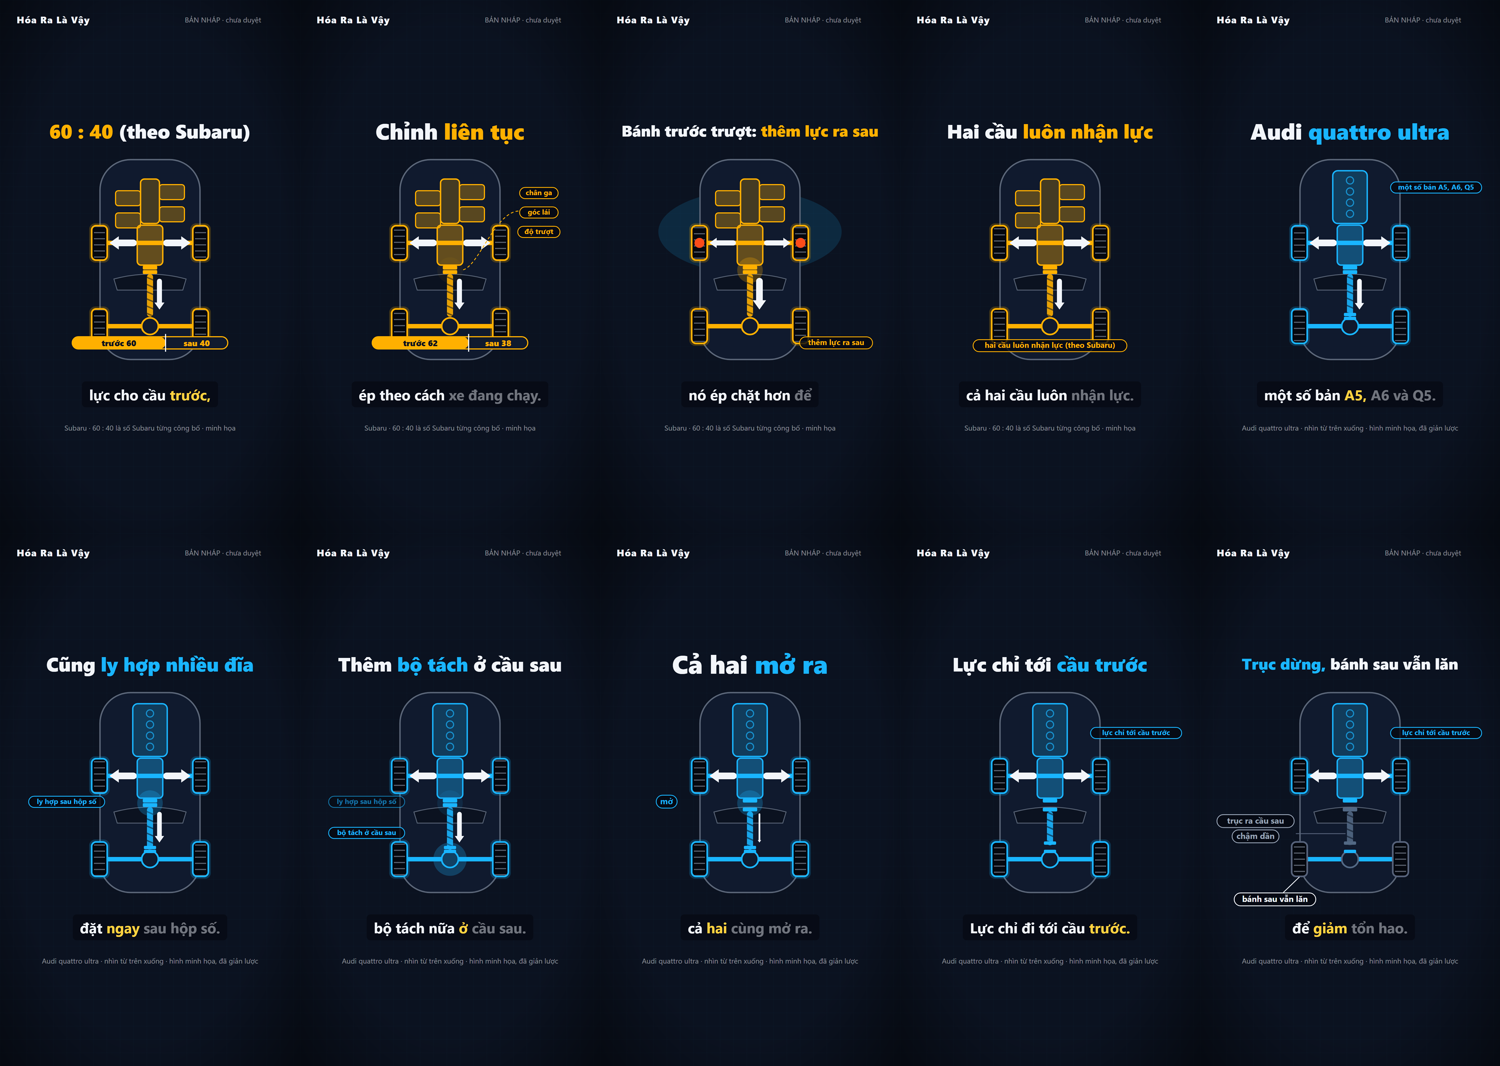 Hóa Ra Là Vậy
BẢN NHÁP · chưa duyệt
60 : 40 (theo Subaru)
trước 60
sau 40
lực cho cầu trước,
Subaru · 60 : 40 là số Subaru từng công bố · minh họa
Hóa Ra Là Vậy
BẢN NHÁP · chưa duyệt
Chỉnh liên tục
chân ga
góc lái
độ trượt
trước 62
sau 38
ép theo cách xe đang chạy.
Subaru · 60 : 40 là số Subaru từng công bố · minh họa
Hóa Ra Là Vậy
BẢN NHÁP · chưa duyệt
Bánh trước trượt: thêm lực ra sau
thêm lực ra sau
nó ép chặt hơn để
Subaru · 60 : 40 là số Subaru từng công bố · minh họa
Hóa Ra Là Vậy
BẢN NHÁP · chưa duyệt
Hai cầu luôn nhận lực
hai cầu luôn nhận lực (theo Subaru)
cả hai cầu luôn nhận lực.
Subaru · 60 : 40 là số Subaru từng công bố · minh họa
Hóa Ra Là Vậy
BẢN NHÁP · chưa duyệt
Audi quattro ultra
một số bản A5, A6, Q5
một số bản A5, A6 và Q5.
Audi quattro ultra · nhìn từ trên xuống · hình minh họa, đã giản lược
Hóa Ra Là Vậy
BẢN NHÁP · chưa duyệt
Cũng ly hợp nhiều đĩa
ly hợp sau hộp số
đặt ngay sau hộp số.
Audi quattro ultra · nhìn từ trên xuống · hình minh họa, đã giản lược
Hóa Ra Là Vậy
BẢN NHÁP · chưa duyệt
Thêm bộ tách ở cầu sau
ly hợp sau hộp số
bộ tách ở cầu sau
bộ tách nữa ở cầu sau.
Audi quattro ultra · nhìn từ trên xuống · hình minh họa, đã giản lược
Hóa Ra Là Vậy
BẢN NHÁP · chưa duyệt
Cả hai mở ra
mở
cả hai cùng mở ra.
Audi quattro ultra · nhìn từ trên xuống · hình minh họa, đã giản lược
Hóa Ra Là Vậy
BẢN NHÁP · chưa duyệt
Lực chỉ tới cầu trước
lực chỉ tới cầu trước
Lực chỉ đi tới cầu trước.
Audi quattro ultra · nhìn từ trên xuống · hình minh họa, đã giản lược
Hóa Ra Là Vậy
BẢN NHÁP · chưa duyệt
Trục dừng, bánh sau vẫn lăn
lực chỉ tới cầu trước
trục ra cầu sau
chậm dần
bánh sau vẫn lăn
để giảm tổn hao.
Audi quattro ultra · nhìn từ trên xuống · hình minh họa, đã giản lược